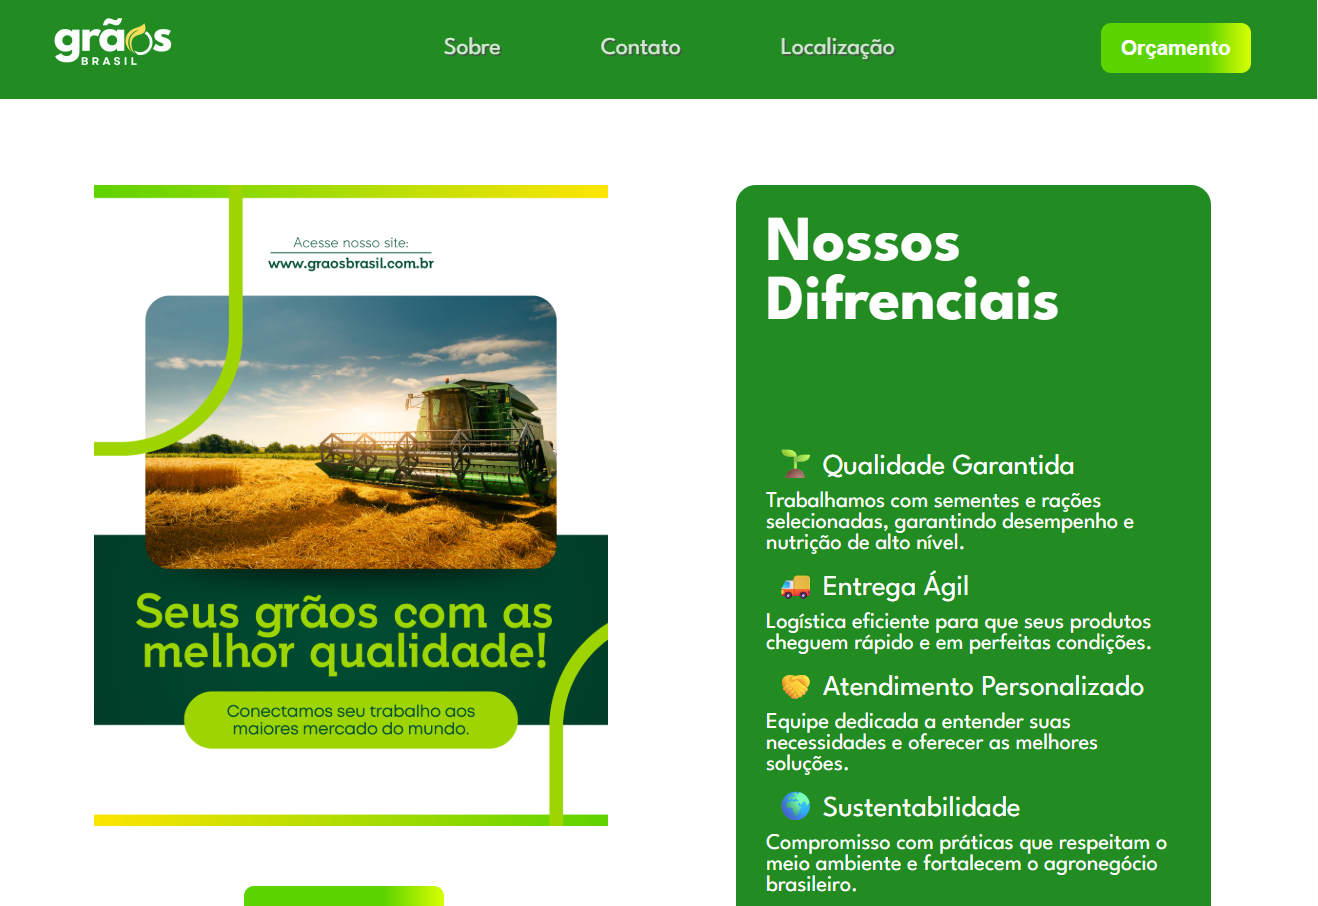 grãos
BRASIL
Sobre
Contato
Localização
Orçamento
Acesse nosso site:
www.graosbrasil.com.br
Seus grãos com as
melhor qualidade!
Conectamos seu trabalho aos
maiores mercado do mundo.
Nossos
Difrenciais
Qualidade Garantida
Trabalhamos com sementes e rações
selecionadas, garantindo desempenho e
nutrição de alto nível.
Entrega Ágil
Logística eficiente para que seus produtos
cheguem rápido e em perfeitas condições.
Atendimento Personalizado
Equipe dedicada a entender suas
necessidades e oferecer as melhores
soluções.
Sustentabilidade
Compromisso com práticas que respeitam o
meio ambiente e fortalecem o agronegócio
brasileiro.